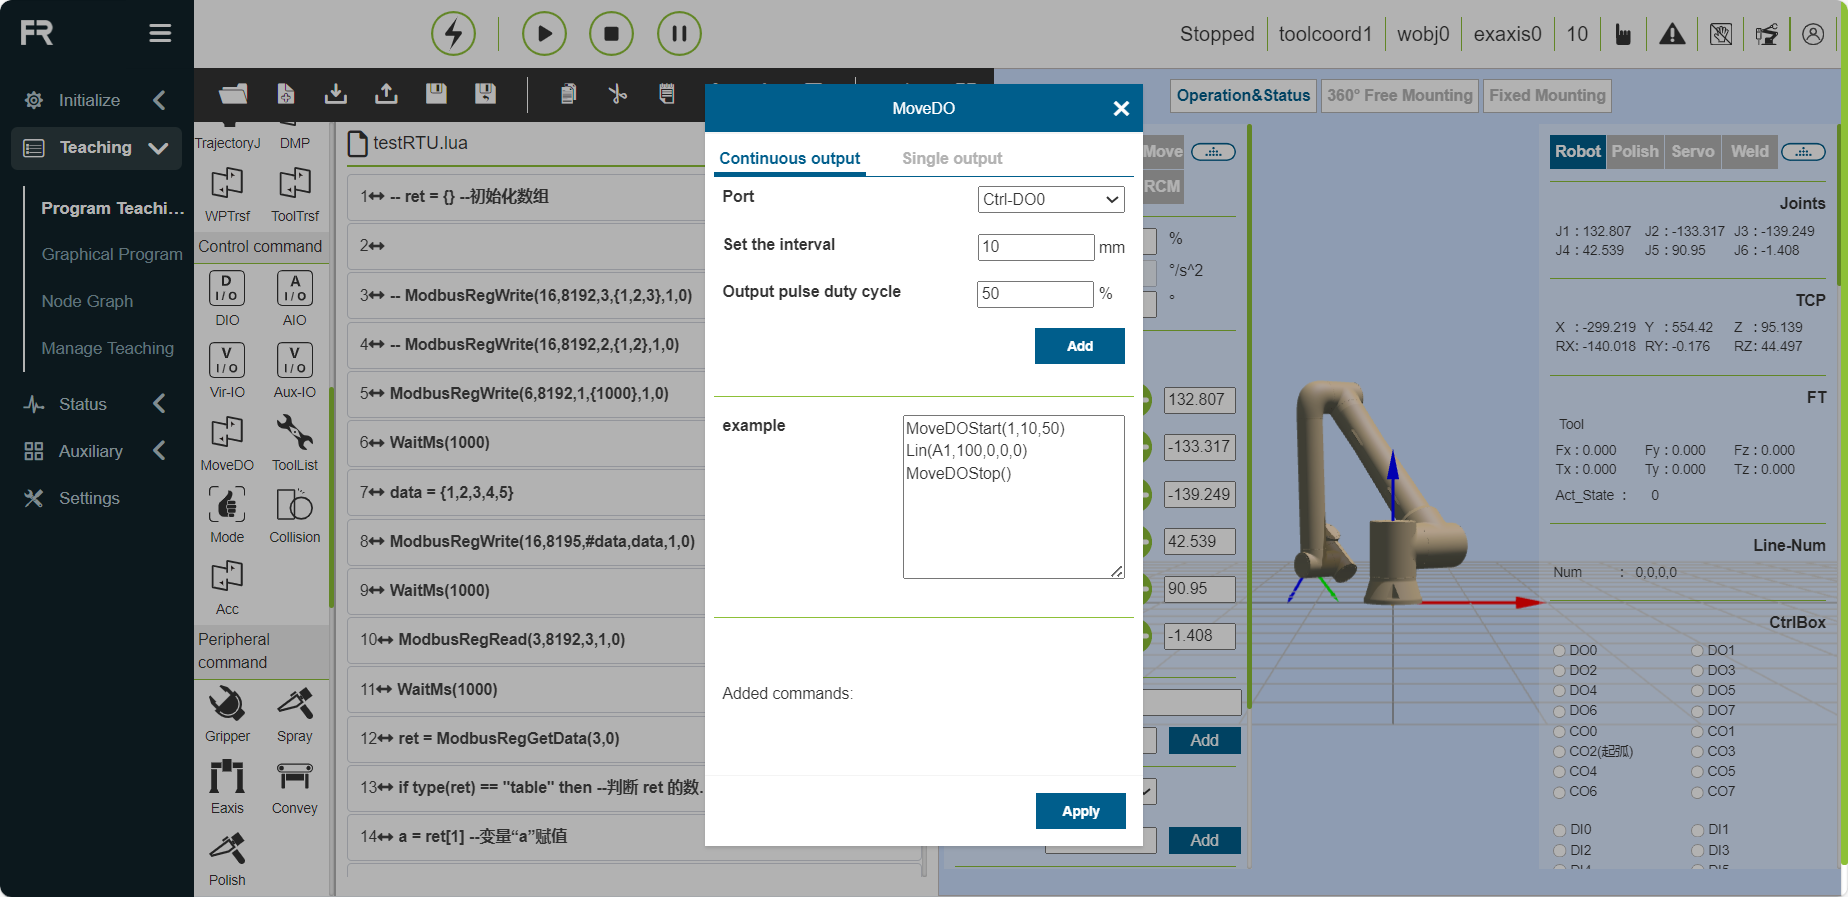 FR
Stopped
toolcoord1
wobj0
exaxis0
10
Initialize
Teaching
Program Teachi...
Graphical Program
Node Graph
Manage Teaching
Status
Auxiliary
Settings
TrajectoryJ
DMP
WPTrsf
ToolTrsf
Control command
D
I/O
DIO
A
I/O
AIO
V
I/O
Vir-IO
V
I/O
Aux-IO
MoveDO
ToolList
Mode
Collision
Acc
Peripheral
command
Gripper
Spray
Eaxis
Convey
Polish
testRTU.lua
1⇔ -- ret = {} --初始化数组
2⇔
3⇔ -- ModbusRegWrite(16,8192,3,{1,2,3},1,0)
4⇔ -- ModbusRegWrite(16,8192,2,{1,2},1,0)
5⇔ ModbusRegWrite(6,8192,1,{1000},1,0)
6⇔ WaitMs(1000)
7⇔ data = {1,2,3,4,5}
8⇔ ModbusRegWrite(16,8195,#data,data,1,0)
9⇔ WaitMs(1000)
10⇔ ModbusRegRead(3,8192,3,1,0)
11⇔ WaitMs(1000)
12⇔ ret = ModbusRegGetData(3,0)
13⇔ if type(ret) == "table" then --判断 ret 的数...
14⇔ a = ret[1] --变量“a”赋值
MoveDO
Continuous output
Single output
Port
Ctrl-DO0
Set the interval
10
mm
Output pulse duty cycle
50
%
Add
example
MoveDOStart(1,10,50)
Lin(A1,100,0,0,0)
MoveDOStop()
Added commands:
Apply
Move
RCM
%
°/s^2
°
132.807
-133.317
-139.249
42.539
90.95
-1.408
Add
Add
Operation&Status
360° Free Mounting
Fixed Mounting
Robot
Polish
Servo
Weld
Joints
J1 : 132.807 J2 : -133.317 J3 : -139.249
J4 : 42.539 J5 : 90.95 J6 : -1.408
TCP
X : -299.219 Y : 554.42 Z : 95.139
RX: -140.018 RY: -0.176 RZ: 44.497
FT
Tool
Fx : 0.000 Fy : 0.000 Fz : 0.000
Tx : 0.000 Ty : 0.000 Tz : 0.000
Act_State : 0
Line-Num
Num : 0,0,0,0
CtrlBox
DO0 DO1
DO2 DO3
DO4 DO5
DO6 DO7
CO0 CO1
CO2(起弧) CO3
CO4 CO5
CO6 CO7
DI0 DI1
DI2 DI3
DI4 DI5